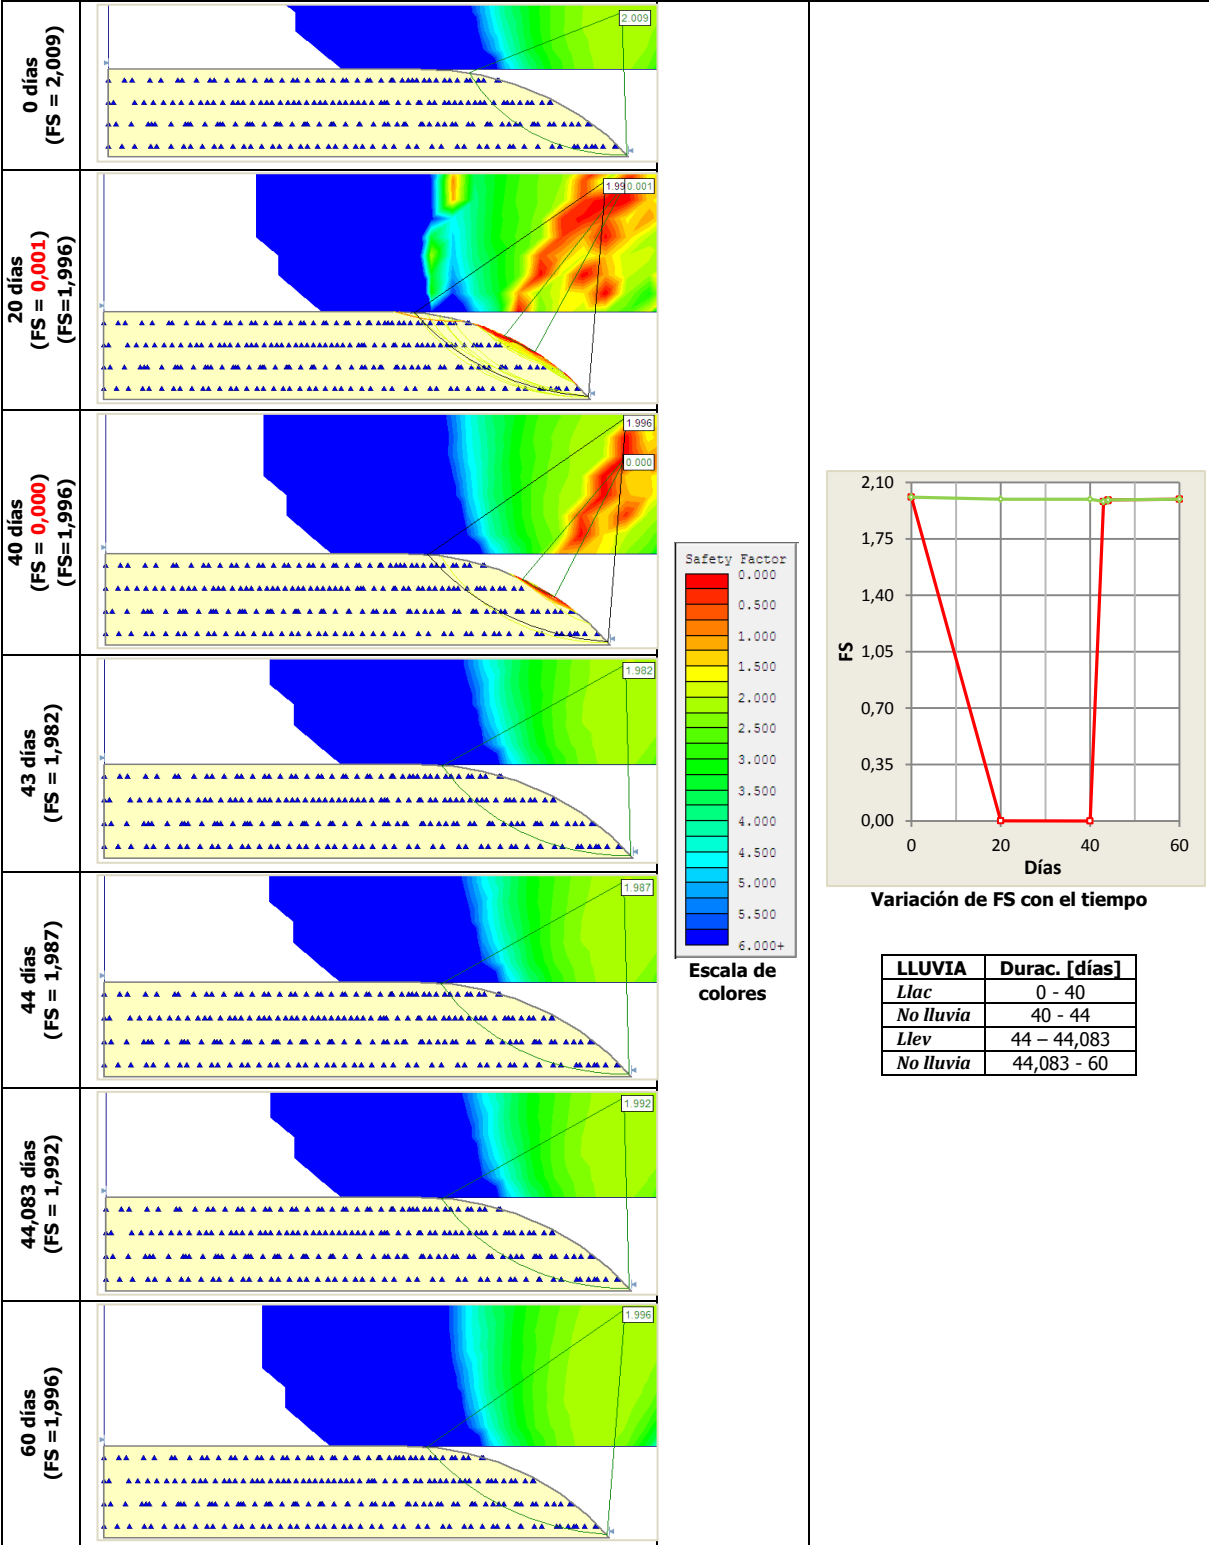 0 días
(FS = 2,009)
2.009
20 días
(FS = 0,001)
(FS=1,996)
1.99
0.001
40 días
(FS = 0,000)
(FS=1,996)
1.996
0.000
43 días
(FS = 1,982)
1.982
44 días
(FS = 1,987)
1.987
44,083 días
(FS = 1,992)
1.992
60 días
(FS =1,996)
1.996
Safety Factor
0.000
0.500
1.000
1.500
2.000
2.500
3.000
3.500
4.000
4.500
5.000
5.500
6.000+
Escala de
colores
FS
2,10
1,75
1,40
1,05
0,70
0,35
0,00
0 20 40 60
Días
Variación de FS con el tiempo
LLUVIA Durac. [días]
Llac 0 - 40
No lluvia 40 - 44
Llev 44 – 44,083
No lluvia 44,083 - 60